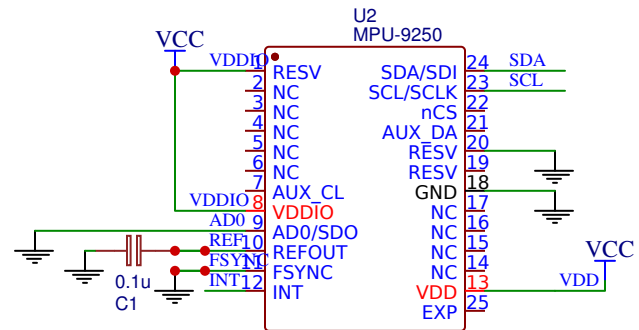 U2
MPU-9250
VCC
VDDIO
1 RESV
2 NC
3 NC
4 NC
5 NC
6 NC
7 AUX_CL
VDDIO 8 VDDIO
AD0 9 AD0/SDO
REF 10 REFOUT
FSYNC 11 FSYNC
INT 12 INT
0.1u
C1
SDA/SDI 24 SDA
SCL/SCLK 23 SCL
nCS 22
AUX_DA 21
RESV 20
RESV 19
GND 18
NC 17
NC 16
NC 15
NC 14
VDD 13 VDD
EXP 25
VCC